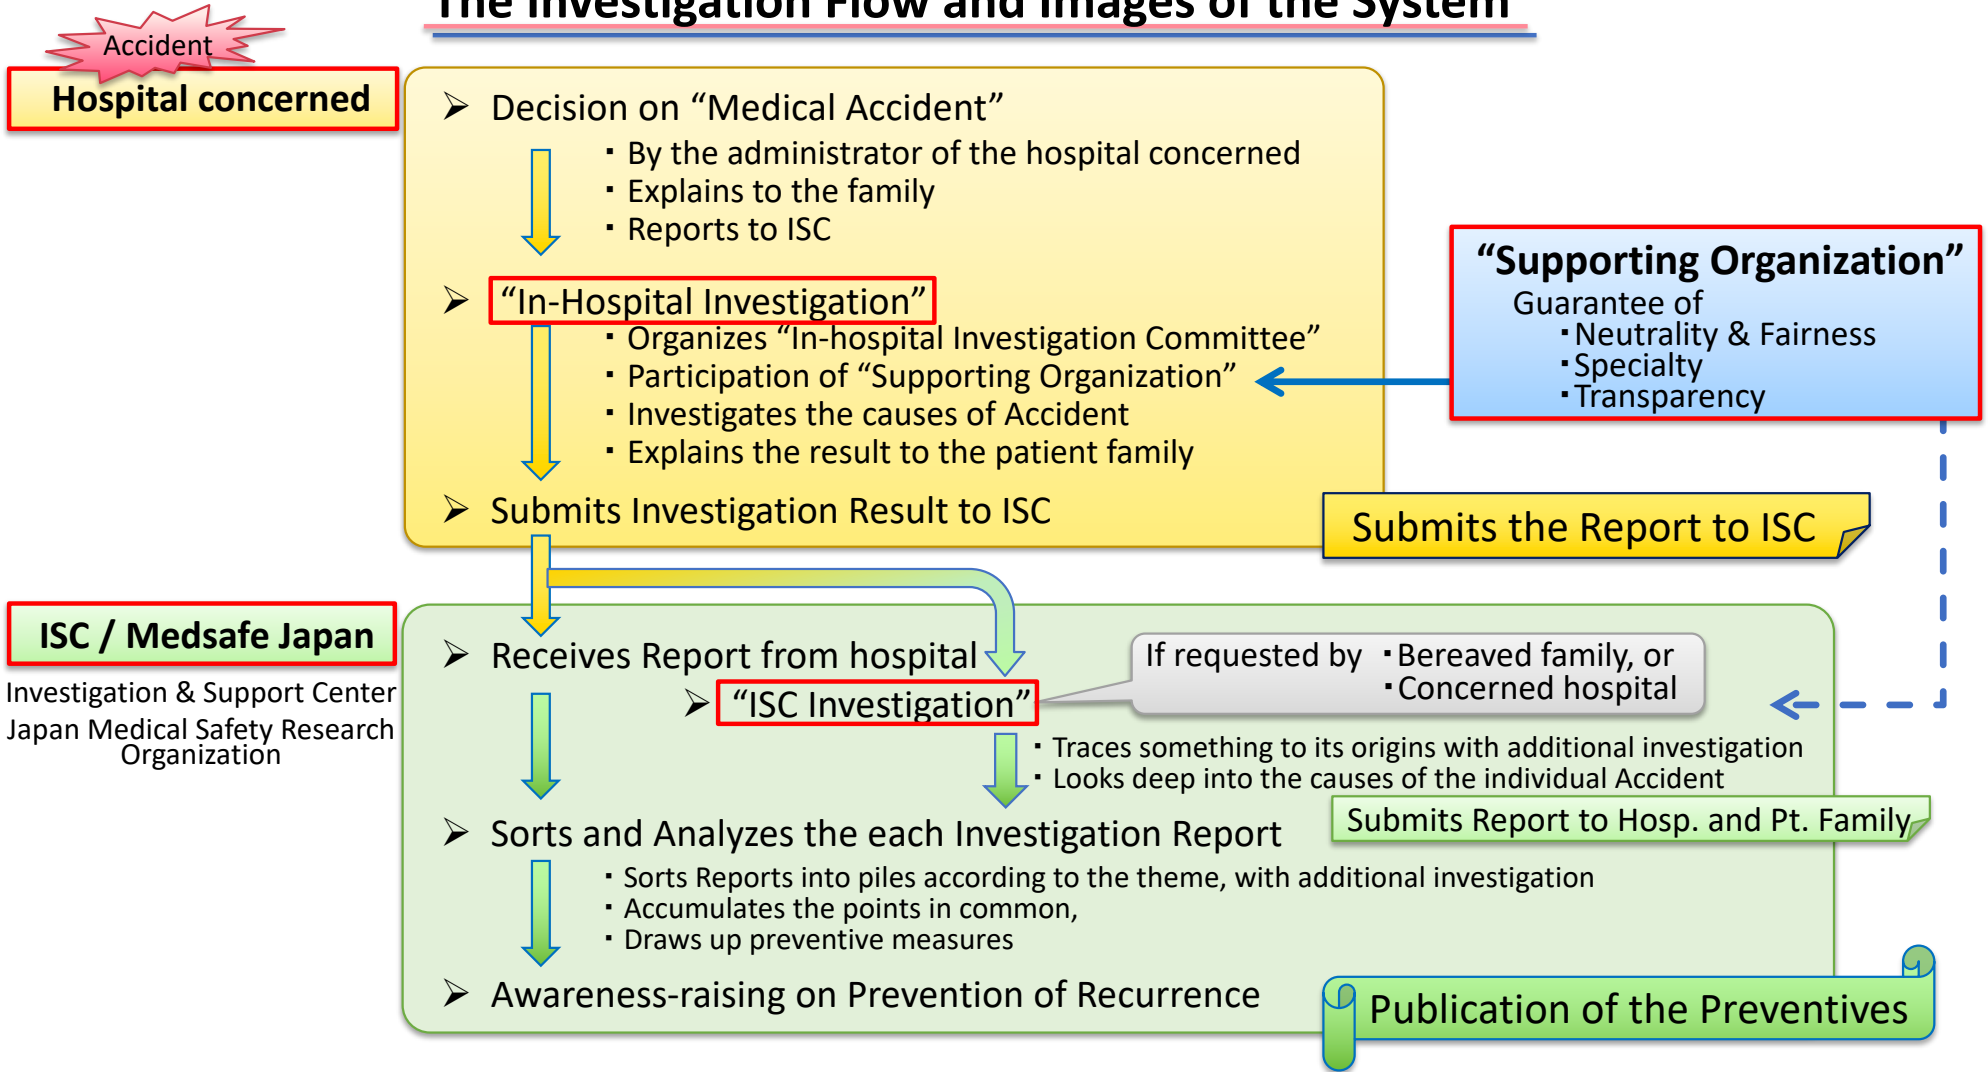 The Investigation Flow and Images of the System
Accident
Hospital concerned
➢ Decision on “Medical Accident”
・By the administrator of the hospital concerned
・Explains to the family
・Reports to ISC
➢ “In-Hospital Investigation”
・Organizes “In-hospital Investigation Committee”
・Participation of “Supporting Organization”
・Investigates the causes of Accident
・Explains the result to the patient family
➢ Submits Investigation Result to ISC
“Supporting Organization”
Guarantee of
・Neutrality & Fairness
・Specialty
・Transparency
Submits the Report to ISC
ISC / Medsafe Japan
Investigation & Support Center
Japan Medical Safety Research
Organization
➢ Receives Report from hospital
➢ “ISC Investigation”
If requested by ・Bereaved family, or
・Concerned hospital
・Traces something to its origins with additional investigation
・Looks deep into the causes of the individual Accident
Submits Report to Hosp. and Pt. Family
➢ Sorts and Analyzes the each Investigation Report
・Sorts Reports into piles according to the theme, with additional investigation
・Accumulates the points in common,
・Draws up preventive measures
➢ Awareness-raising on Prevention of Recurrence
Publication of the Preventives